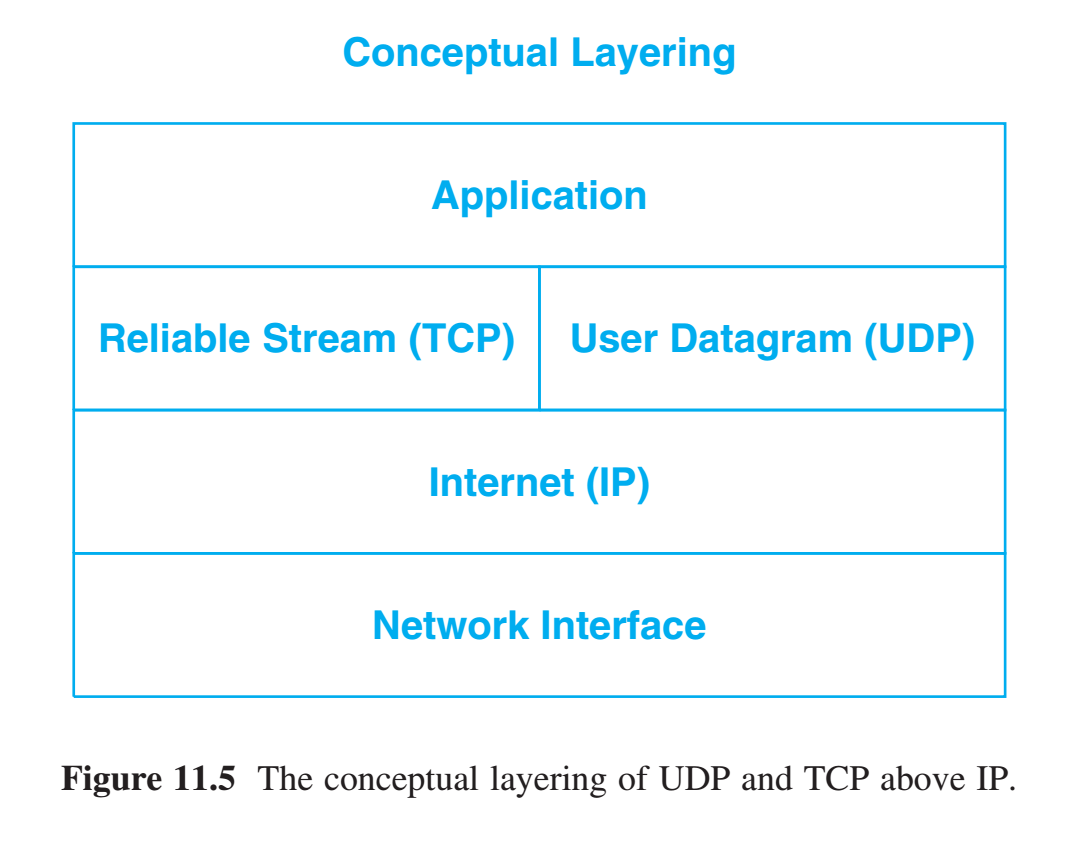 Conceptual Layering
Application
Reliable Stream (TCP)
User Datagram (UDP)
Internet (IP)
Network Interface
Figure 11.5 The conceptual layering of UDP and TCP above IP.